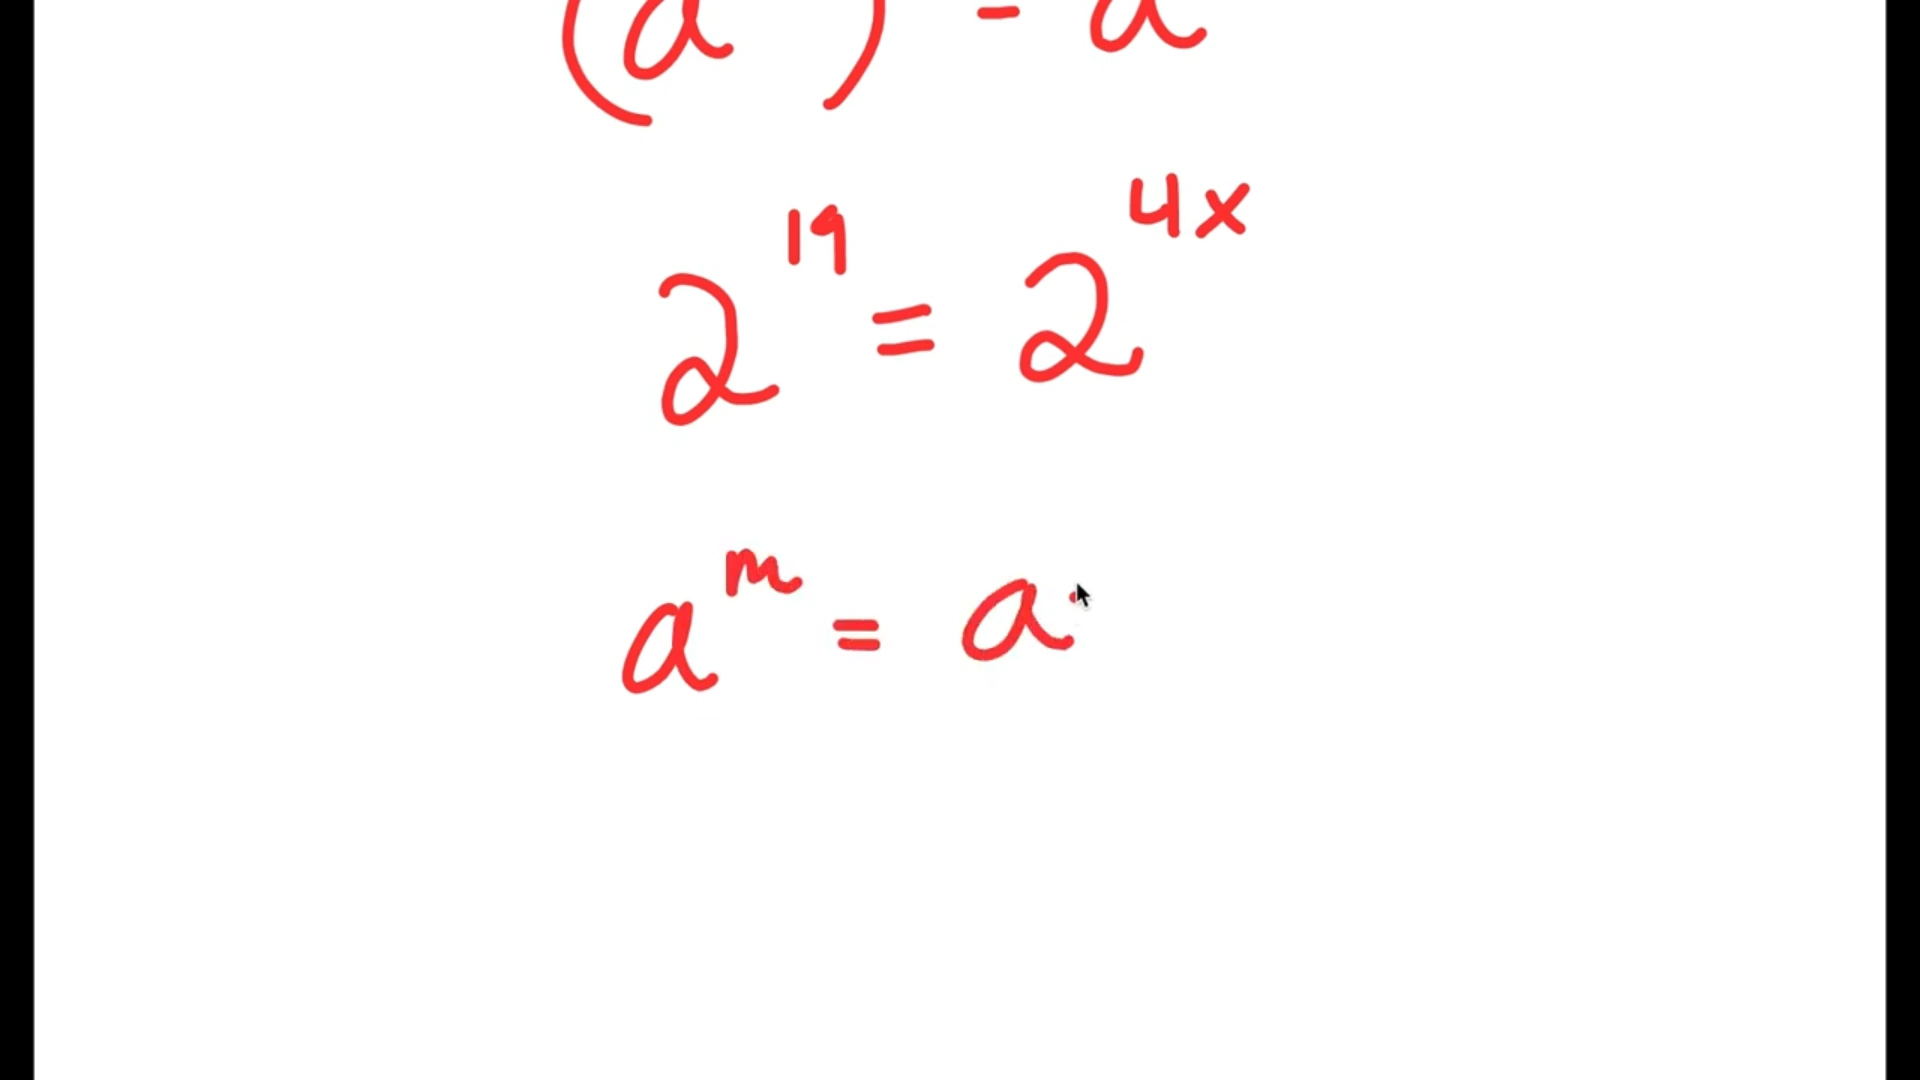 (a ) = a
2^19 = 2^4x
a^m = a